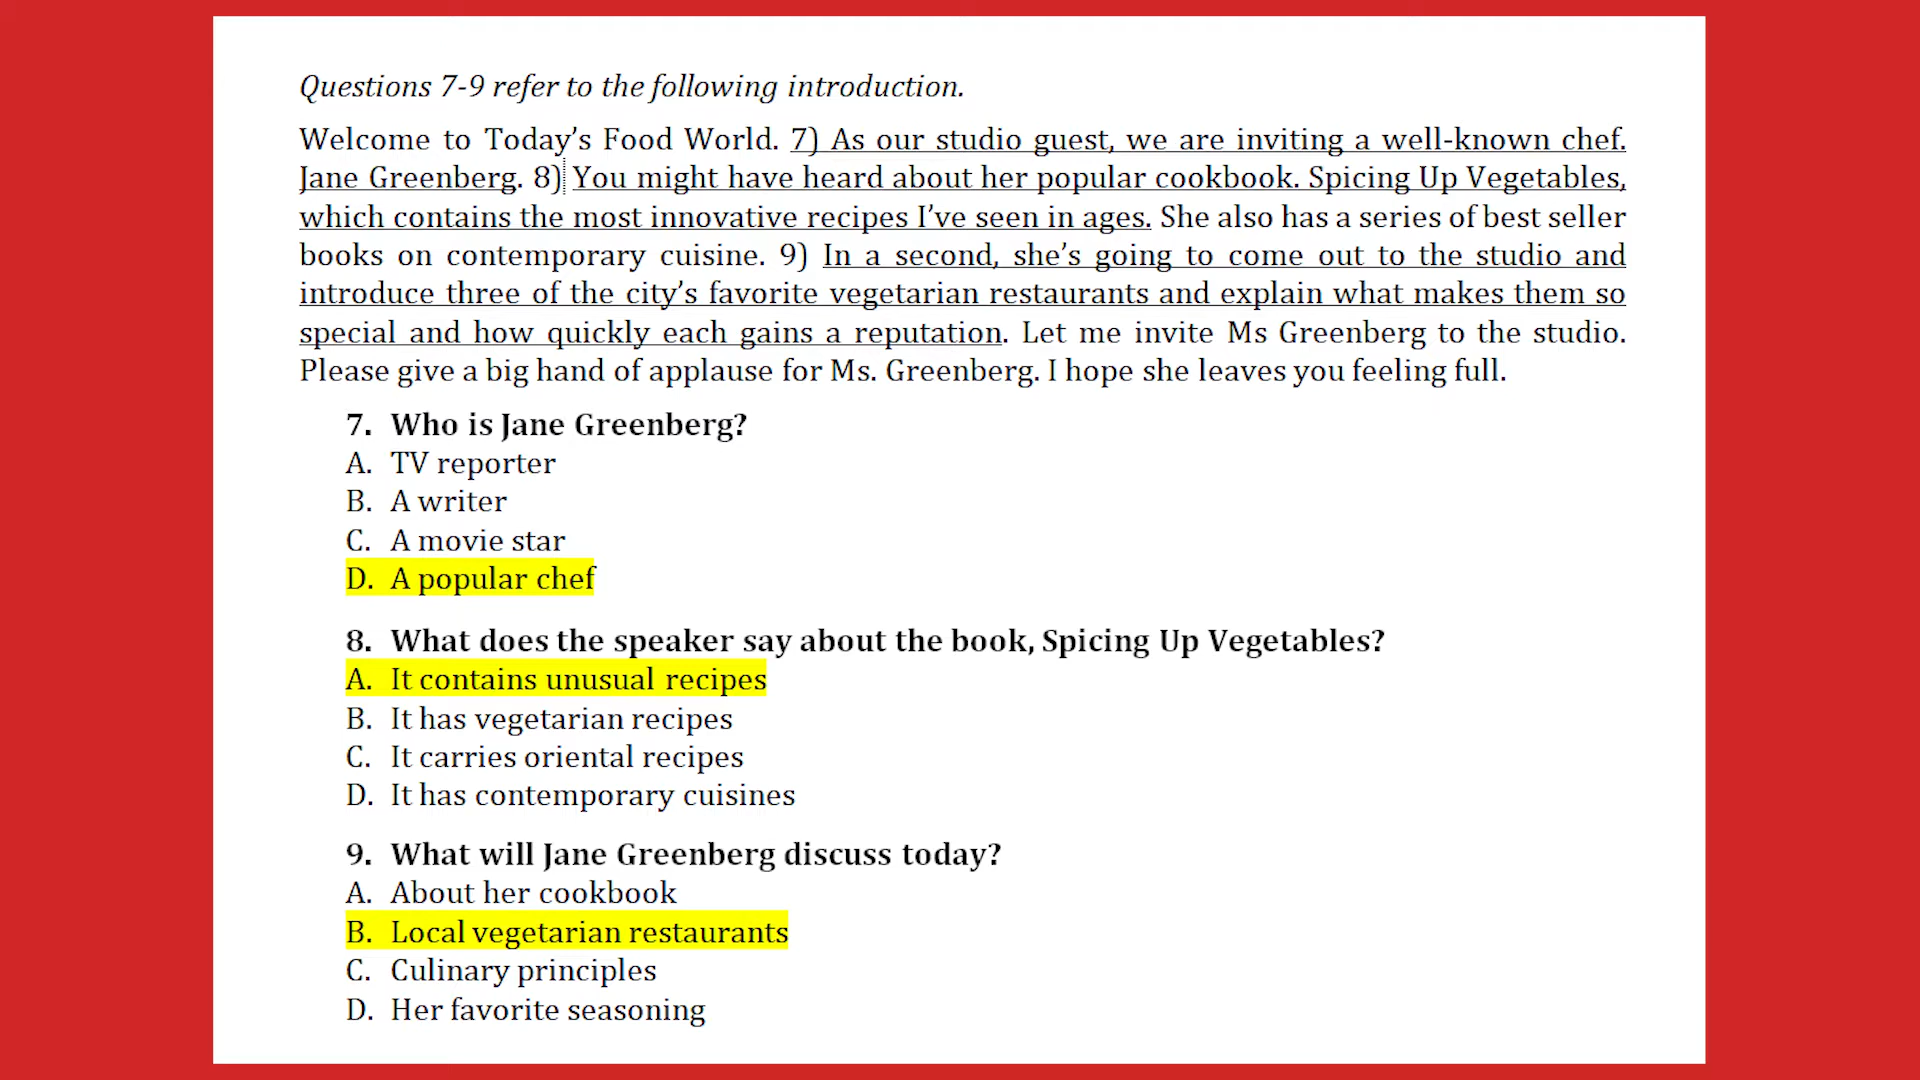 Questions 7-9 refer to the following introduction.
Welcome to Today's Food World. 7) As our studio guest, we are inviting a well-known chef.
Jane Greenberg. 8) You might have heard about her popular cookbook. Spicing Up Vegetables,
which contains the most innovative recipes I've seen in ages. She also has a series of best seller
books on contemporary cuisine. 9) In a second, she's going to come out to the studio and
introduce three of the city's favorite vegetarian restaurants and explain what makes them so
special and how quickly each gains a reputation. Let me invite Ms Greenberg to the studio.
Please give a big hand of applause for Ms. Greenberg. I hope she leaves you feeling full.
7. Who is Jane Greenberg?
A. TV reporter
B. A writer
C. A movie star
D. A popular chef
8. What does the speaker say about the book, Spicing Up Vegetables?
A. It contains unusual recipes
B. It has vegetarian recipes
C. It carries oriental recipes
D. It has contemporary cuisines
9. What will Jane Greenberg discuss today?
A. About her cookbook
B. Local vegetarian restaurants
C. Culinary principles
D. Her favorite seasoning